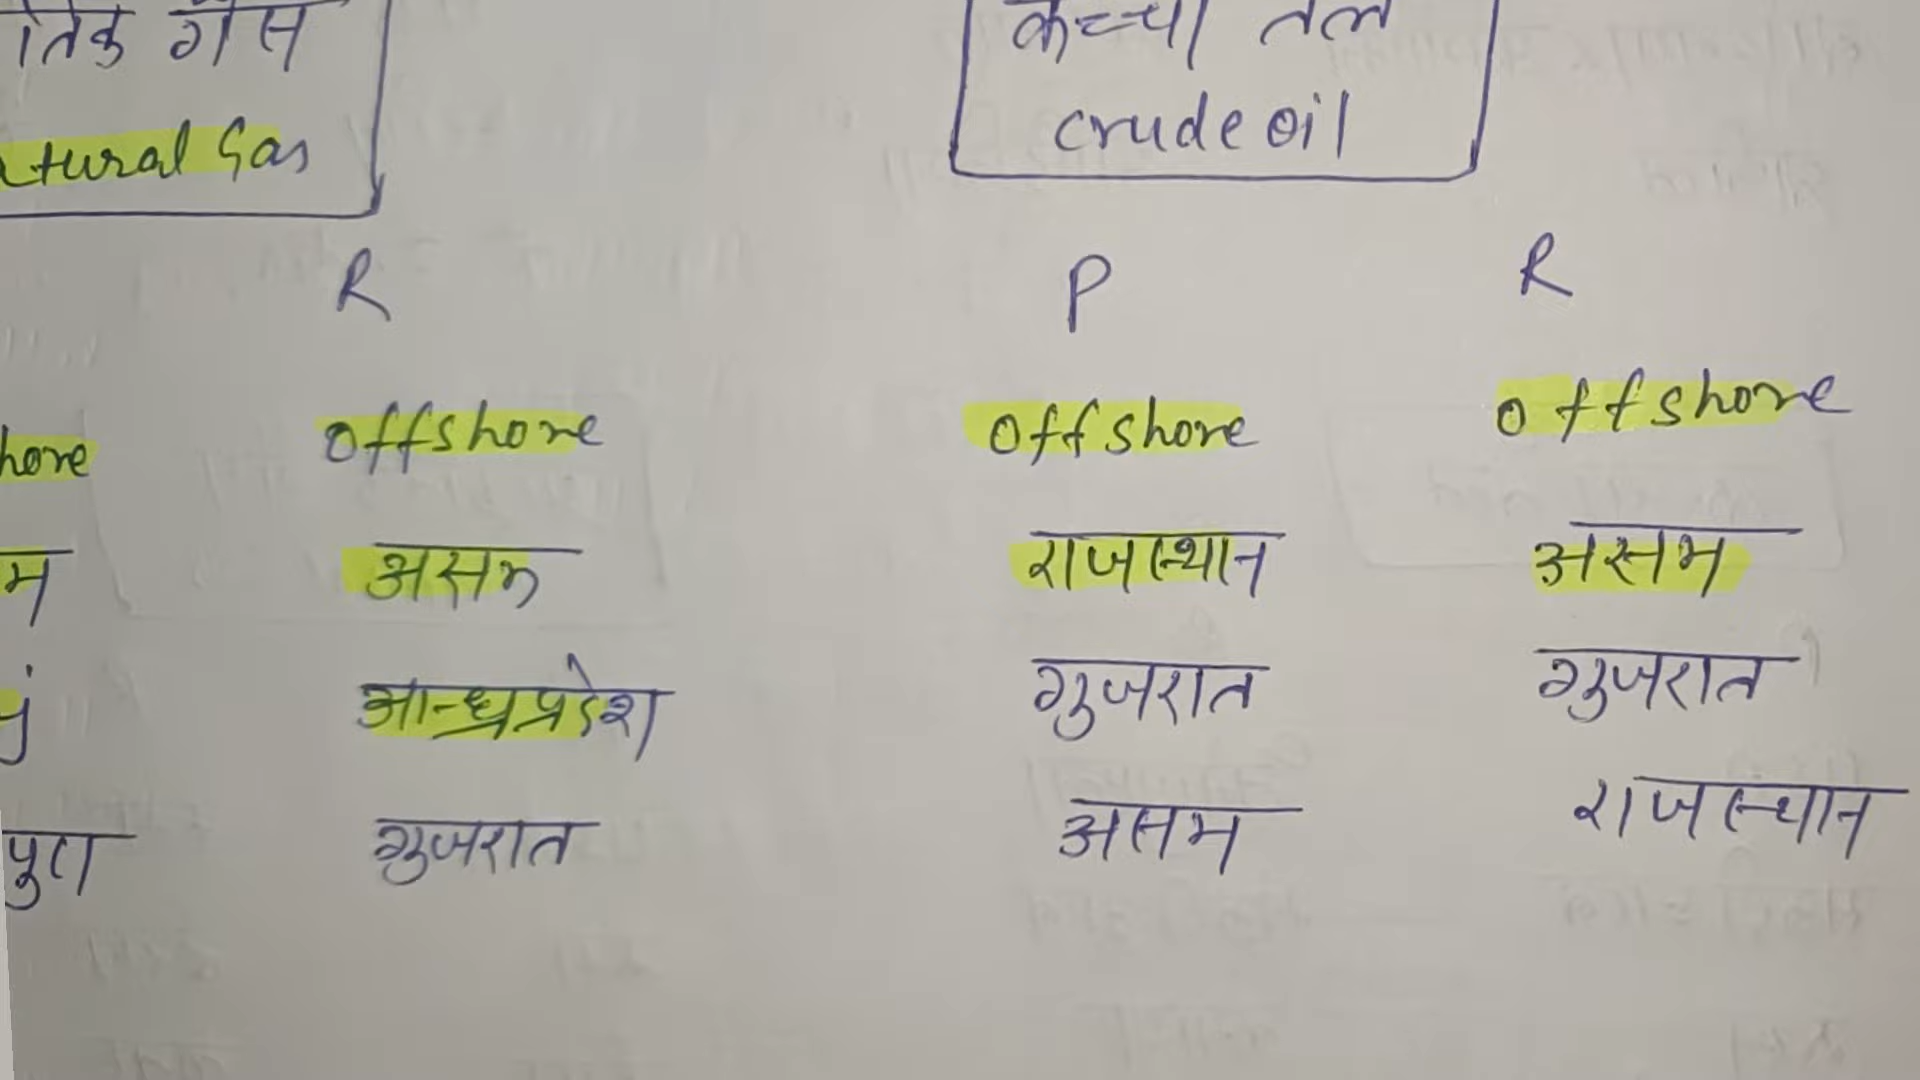 तिक गैस
कच्चा तेल
tural Gas
crude oil
R
P
R
hore
offshore
offshore
offshore
म
असम
राजस्थान
असम
आन्ध्रप्रदेश
गुजरात
गुजरात
पुरा
गुजरात
असम
राजस्थान